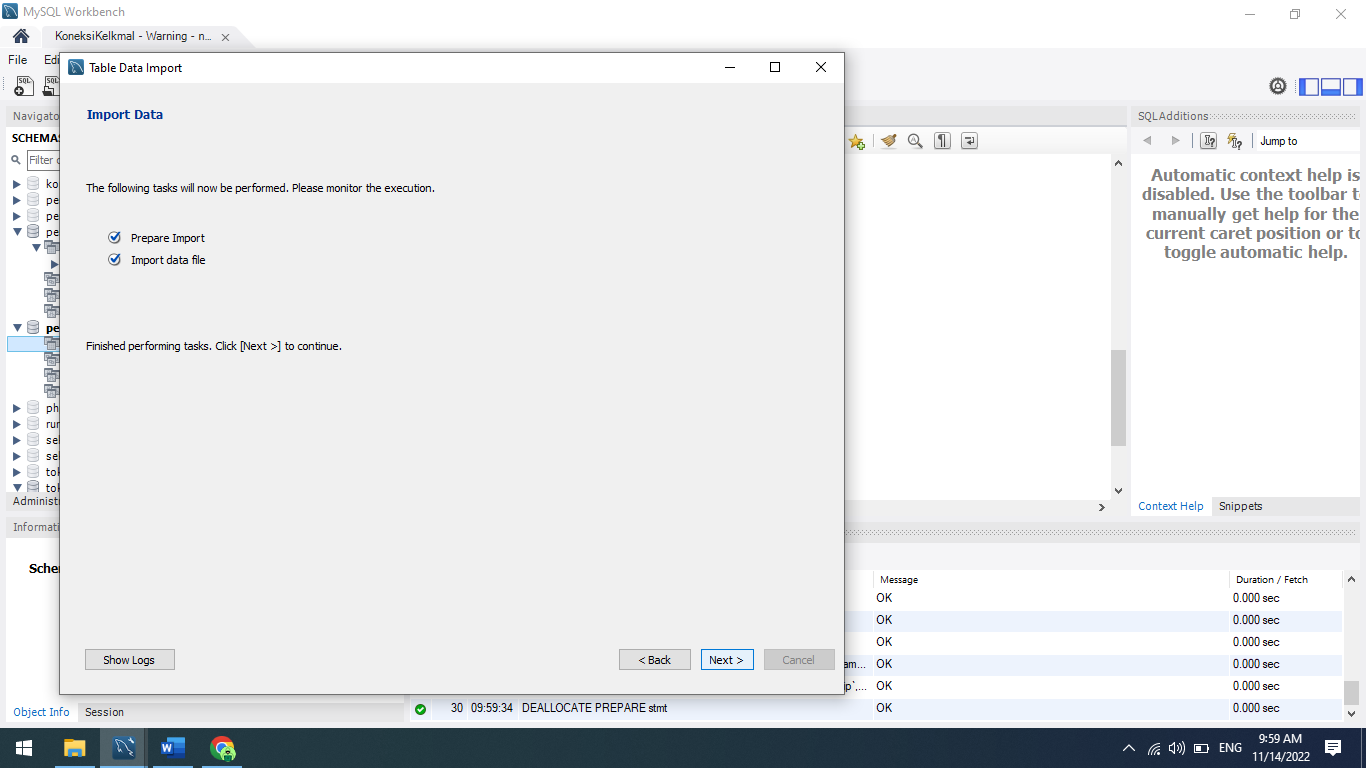 MySQL Workbench
KoneksiKelkmal - Warning - n...
File
Edi
Table Data Import
Import Data
The following tasks will now be performed. Please monitor the execution.
Prepare Import
Import data file
Finished performing tasks. Click [Next >] to continue.
Show Logs
< Back
Next >
Cancel
Navigato
SCHEMAS
Filter o
ko
pe
pe
pe
pe
ph
rur
sel
sel
tok
tok
Administ
Informati
Schem
Object Info
Session
SQLAdditions
Jump to
Automatic context help is
disabled. Use the toolbar t
manually get help for the
current caret position or to
toggle automatic help.
Context Help
Snippets
Message
Duration / Fetch
OK
0.000 sec
OK
0.000 sec
OK
0.000 sec
am...
OK
0.000 sec
p`,...
OK
0.000 sec
30
09:59:34
DEALLOCATE PREPARE stmt
OK
0.000 sec
ENG
9:59 AM
11/14/2022